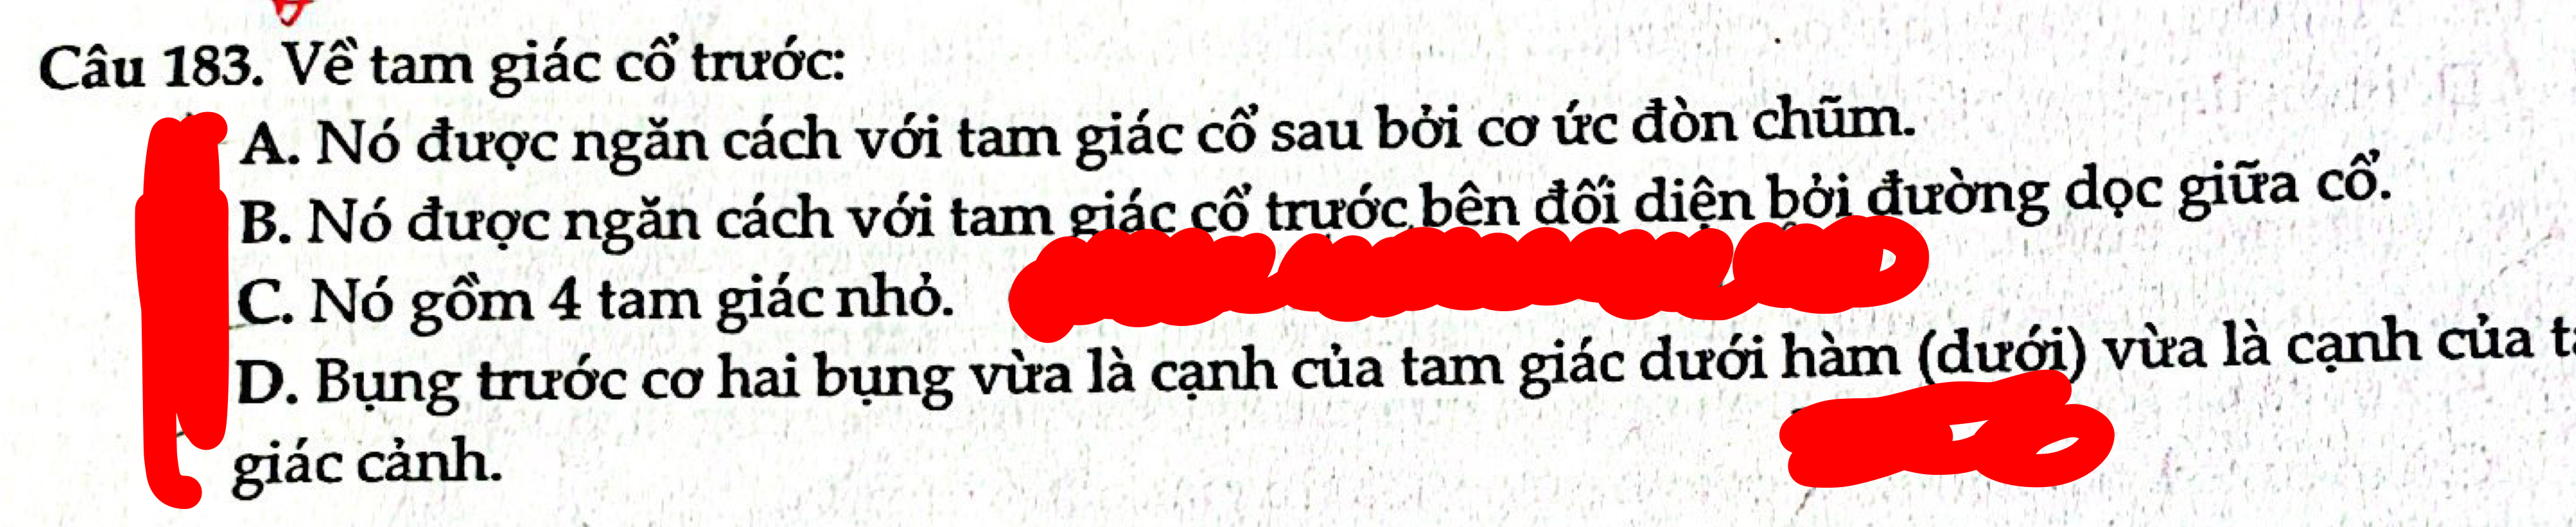 Câu 183. Về tam giác cổ trước:
A. Nó được ngăn cách với tam giác cổ sau bởi cơ ức đòn chũm.
B. Nó được ngăn cách với tam giác cổ trước bên đối diện bởi đường dọc giữa cổ.
C. Nó gồm 4 tam giác nhỏ.
D. Bụng trước cơ hai bụng vừa là cạnh của tam giác dưới hàm (dưới) vừa là cạnh của
giác cảnh.